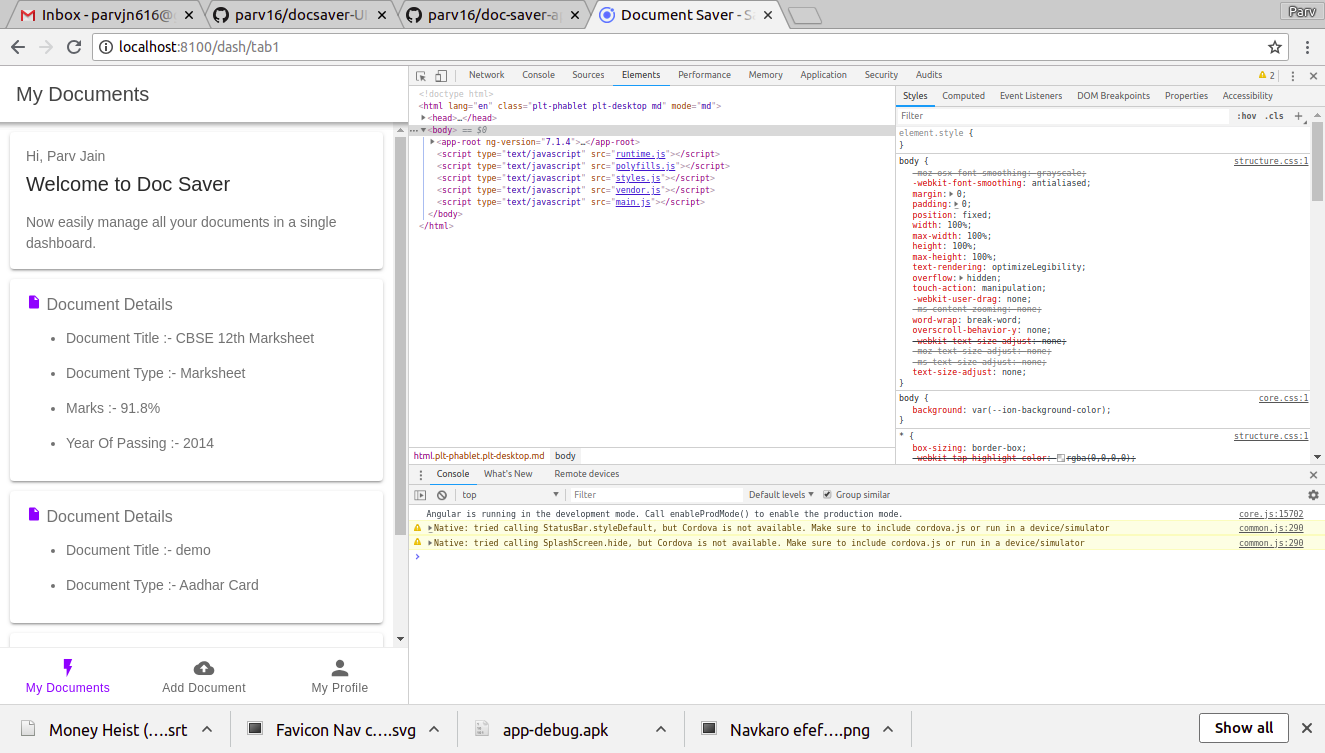 Inbox - parvjn616@
parv16/docsaver-UI
parv16/doc-saver-a
Document Saver - S
Parv
localhost:8100/dash/tab1
My Documents
Hi, Parv Jain
Welcome to Doc Saver
Now easily manage all your documents in a single
dashboard.
Document Details
• Document Title :- CBSE 12th Marksheet
• Document Type :- Marksheet
• Marks :- 91.8%
• Year Of Passing :- 2014
Document Details
• Document Title :- demo
• Document Type :- Aadhar Card
My Documents
Add Document
My Profile
Network Console Sources Elements Performance Memory Application Security Audits 2
<!doctype html>
<html lang="en" class="plt-phablet plt-desktop md" mode="md">
<head>…</head>
<body> == $0
<app-root ng-version="7.1.4">…</app-root>
<script type="text/javascript" src="runtime.js"></script>
<script type="text/javascript" src="polyfills.js"></script>
<script type="text/javascript" src="styles.js"></script>
<script type="text/javascript" src="vendor.js"></script>
<script type="text/javascript" src="main.js"></script>
</body>
</html>
html.plt-phablet.plt-desktop.md body
Styles Computed Event Listeners DOM Breakpoints Properties Accessibility
Filter :hov .cls +
element.style {
}
body { structure.css:1
-moz-osx-font-smoothing: grayscale;
-webkit-font-smoothing: antialiased;
margin: 0;
padding: 0;
position: fixed;
width: 100%;
max-width: 100%;
height: 100%;
max-height: 100%;
text-rendering: optimizeLegibility;
overflow: hidden;
touch-action: manipulation;
-webkit-user-drag: none;
-ms-content-zooming: none;
word-wrap: break-word;
overscroll-behavior-y: none;
-webkit-text-size-adjust: none;
-moz-text-size-adjust: none;
-ms-text-size-adjust: none;
text-size-adjust: none;
}
body { core.css:1
background: var(--ion-background-color);
}
* { structure.css:1
box-sizing: border-box;
-webkit-tap-highlight-color: rgba(0,0,0,0);
Console What's New Remote devices
top Filter Default levels Group similar
Angular is running in the development mode. Call enableProdMode() to enable the production mode. core.js:15702
Native: tried calling StatusBar.styleDefault, but Cordova is not available. Make sure to include cordova.js or run in a device/simulator common.js:290
Native: tried calling SplashScreen.hide, but Cordova is not available. Make sure to include cordova.js or run in a device/simulator common.js:290
Money Heist (....srt
Favicon Nav c....svg
app-debug.apk
Navkaro efef....png
Show all